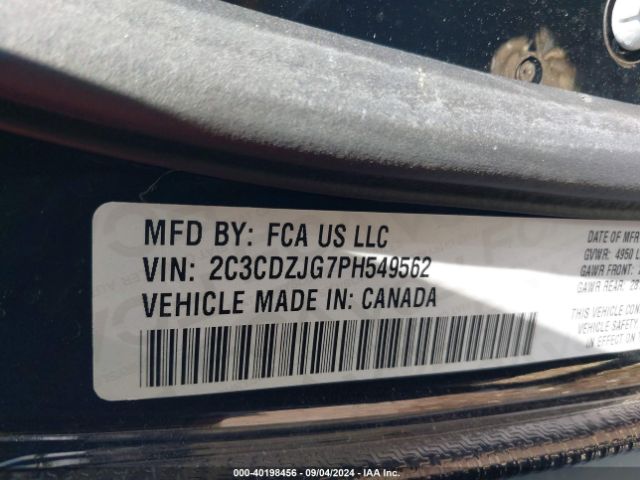 MFD BY: FCA US LLC
VIN: 2C3CDZJG7PH549562
VEHICLE MADE IN: CANADA
DATE OF MFR
GVWR: 4950 L
GAWR FRONT:
GAWR REAR: 28
THIS VEHICLE CON
VEHICLE SAFETY
IN EFFECT ON
000-40198456 - 09/04/2024 - IAA Inc.